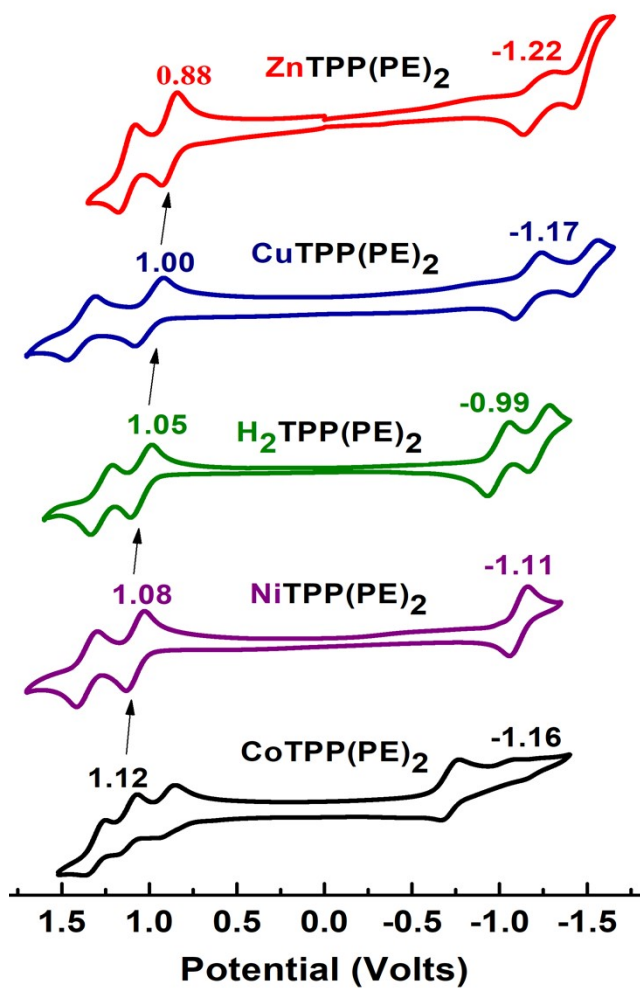 0.88 ZnTPP(PE)2 -1.22
1.00 CuTPP(PE)2 -1.17
1.05 H2TPP(PE)2 -0.99
1.08 NiTPP(PE)2 -1.11
1.12 CoTPP(PE)2 -1.16
1.5 1.0 0.5 0.0 -0.5 -1.0 -1.5
Potential (Volts)